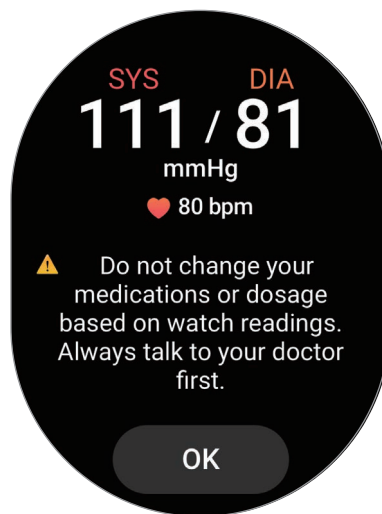 SYS DIA
111 / 81
mmHg
80 bpm
Do not change your
medications or dosage
based on watch readings.
Always talk to your doctor
first.
OK